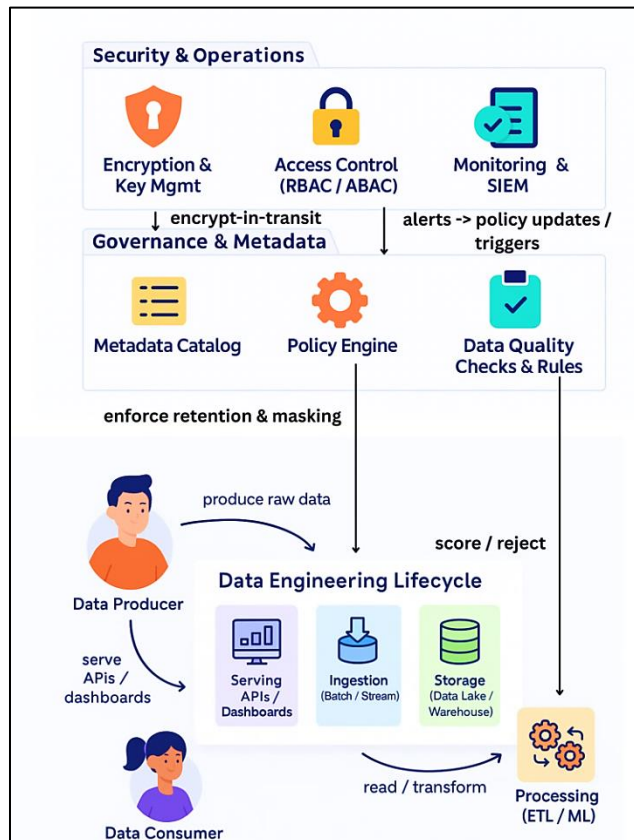 Security & Operations
Encryption &
Key Mgmt
Access Control
(RBAC / ABAC)
Monitoring &
SIEM
encrypt-in-transit
alerts -> policy updates /
triggers
Governance & Metadata
Metadata Catalog
Policy Engine
Data Quality
Checks & Rules
enforce retention & masking
produce raw data
score / reject
Data Producer
Data Engineering Lifecycle
serve
APIs /
dashboards
Serving
APIs /
Dashboards
Ingestion
(Batch / Stream)
Storage
(Data Lake /
Warehouse)
read / transform
Processing
(ETL / ML)
Data Consumer